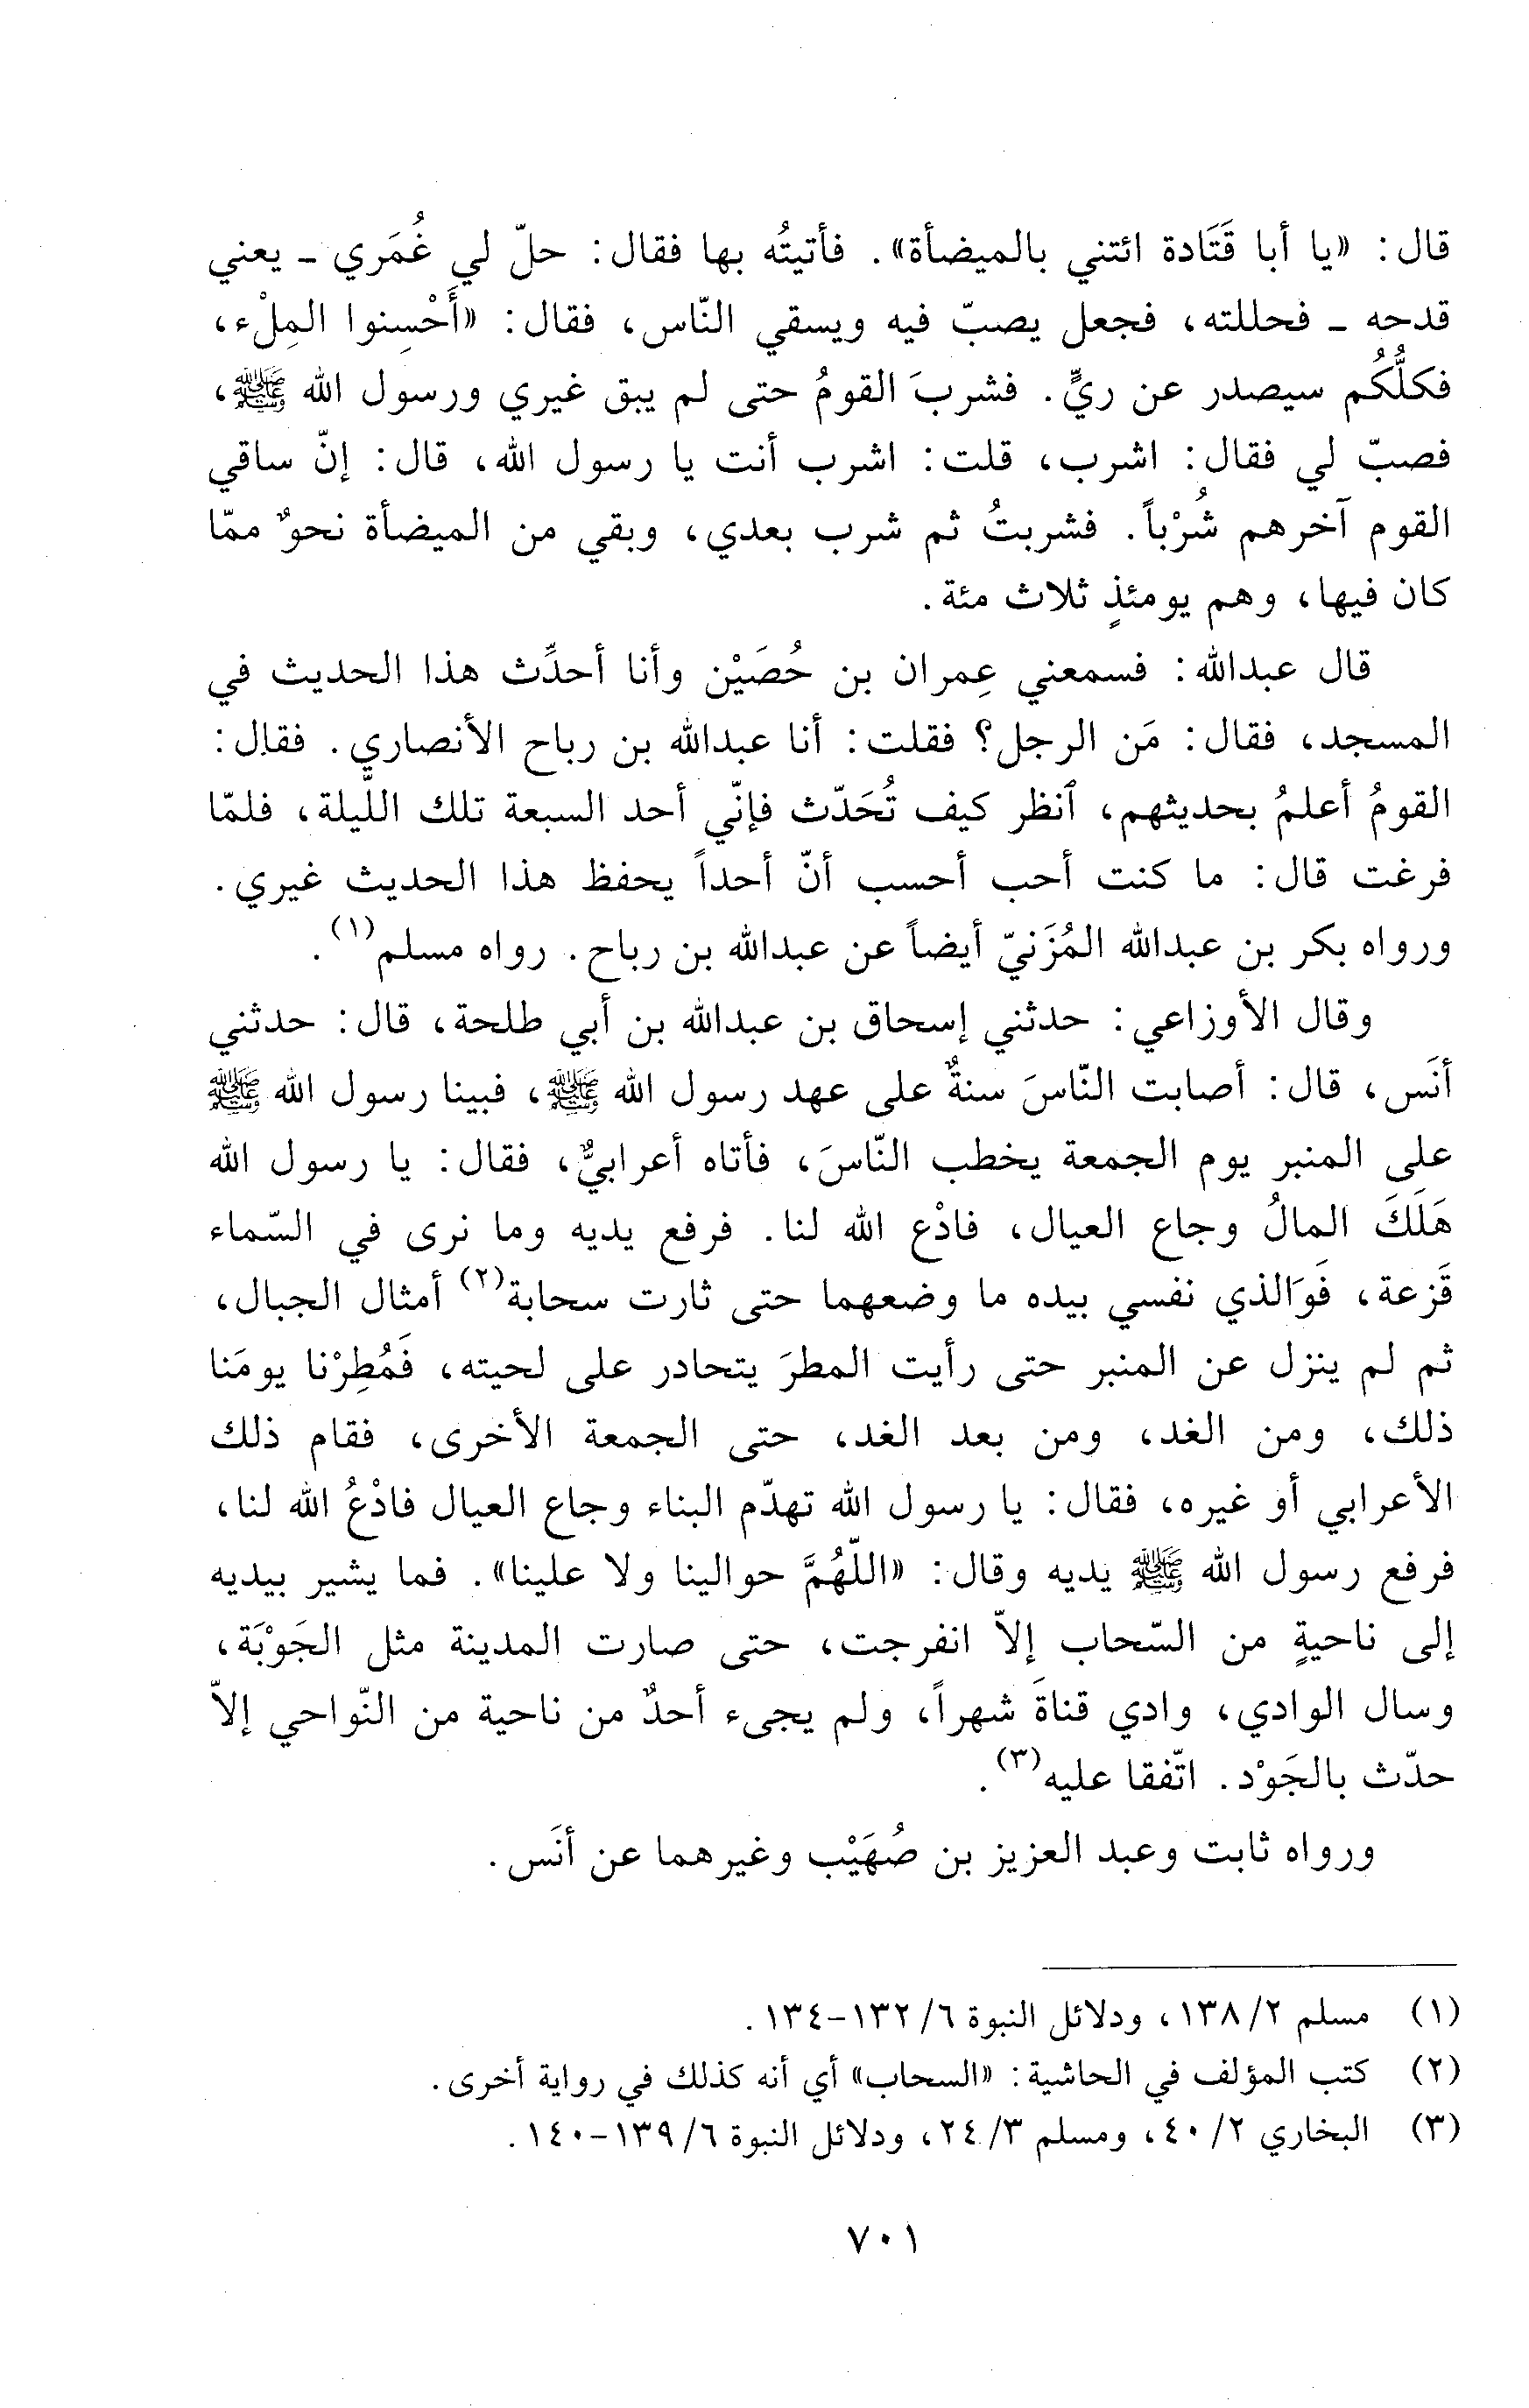 قال: «يا أبا قَتَادة ائتني بالميضأة». فأتيتُه بها فقال: حلّ لي غُمَري - يعني
قدحه - فحللته، فجعل يصبّ فيه ويسقي النّاس، فقال: «أَحْسِنوا المِلْء،
فكلُّكُم سيصدر عن ريٍّ. فشربَ القومُ حتى لم يبق غيري ورسول الله ﷺ،
فصبّ لي فقال: اشرب، قلت: اشرب أنت يا رسول الله، قال: إنّ ساقي
القوم آخرهم شُرْباً. فشربتُ ثم شرب بعدي، وبقي من الميضأة نحوٌ ممّا
كان فيها، وهم يومئذٍ ثلاث مئة.
قال عبدالله: فسمعني عِمران بن حُصَيْن وأنا أحدِّث هذا الحديث في
المسجد، فقال: مَن الرجل؟ فقلت: أنا عبدالله بن رباح الأنصاري. فقال:
القومُ أعلمُ بحديثهم، ٱنظر كيف تُحَدّث فإنّي أحد السبعة تلك اللَّيلة، فلمّا
فرغت قال: ما كنت أحب أحسب أنّ أحداً يحفظ هذا الحديث غيري.
ورواه بكر بن عبدالله المُزَنيّ أيضاً عن عبدالله بن رباح. رواه مسلم(١).
وقال الأوزاعي: حدثني إسحاق بن عبدالله بن أبي طلحة، قال: حدثني
أنَس، قال: أصابت النّاسَ سنةٌ على عهد رسول الله ﷺ، فبينا رسول الله ﷺ
على المنبر يوم الجمعة يخطب النّاسَ، فأتاه أعرابيٌّ، فقال: يا رسول الله
هَلَكَ المالُ وجاع العيال، فادْع الله لنا. فرفع يديه وما نرى في السّماء
قَزعة، فَوَالذي نفسي بيده ما وضعهما حتى ثارت سحابة(٢) أمثال الجبال،
ثم لم ينزل عن المنبر حتى رأيت المطرَ يتحادر على لحيته، فَمُطِرْنا يومَنا
ذلك، ومن الغد، ومن بعد الغد، حتى الجمعة الأخرى، فقام ذلك
الأعرابي أو غيره، فقال: يا رسول الله تهدّم البناء وجاع العيال فادْعُ الله لنا،
فرفع رسول الله ﷺ يديه وقال: «اللّهُمَّ حوالينا ولا علينا». فما يشير بيديه
إلى ناحيةٍ من السّحاب إلاّ انفرجت، حتى صارت المدينة مثل الجَوْبَة،
وسال الوادي، وادي قناةَ شهراً، ولم يجىء أحدٌ من ناحية من النّواحي إلاّ
حدّث بالجَوْد. اتّفقا عليه(٣).
ورواه ثابت وعبد العزيز بن صُهَيْب وغيرهما عن أنَس.
(١) مسلم ٢/ ١٣٨، ودلائل النبوة ٦/ ١٣٢-١٣٤.
(٢) كتب المؤلف في الحاشية: «السحاب» أي أنه كذلك في رواية أخرى.
(٣) البخاري ٢/ ٤٠، ومسلم ٣/ ٢٤، ودلائل النبوة ٦/ ١٣٩-١٤٠.
٧٠١